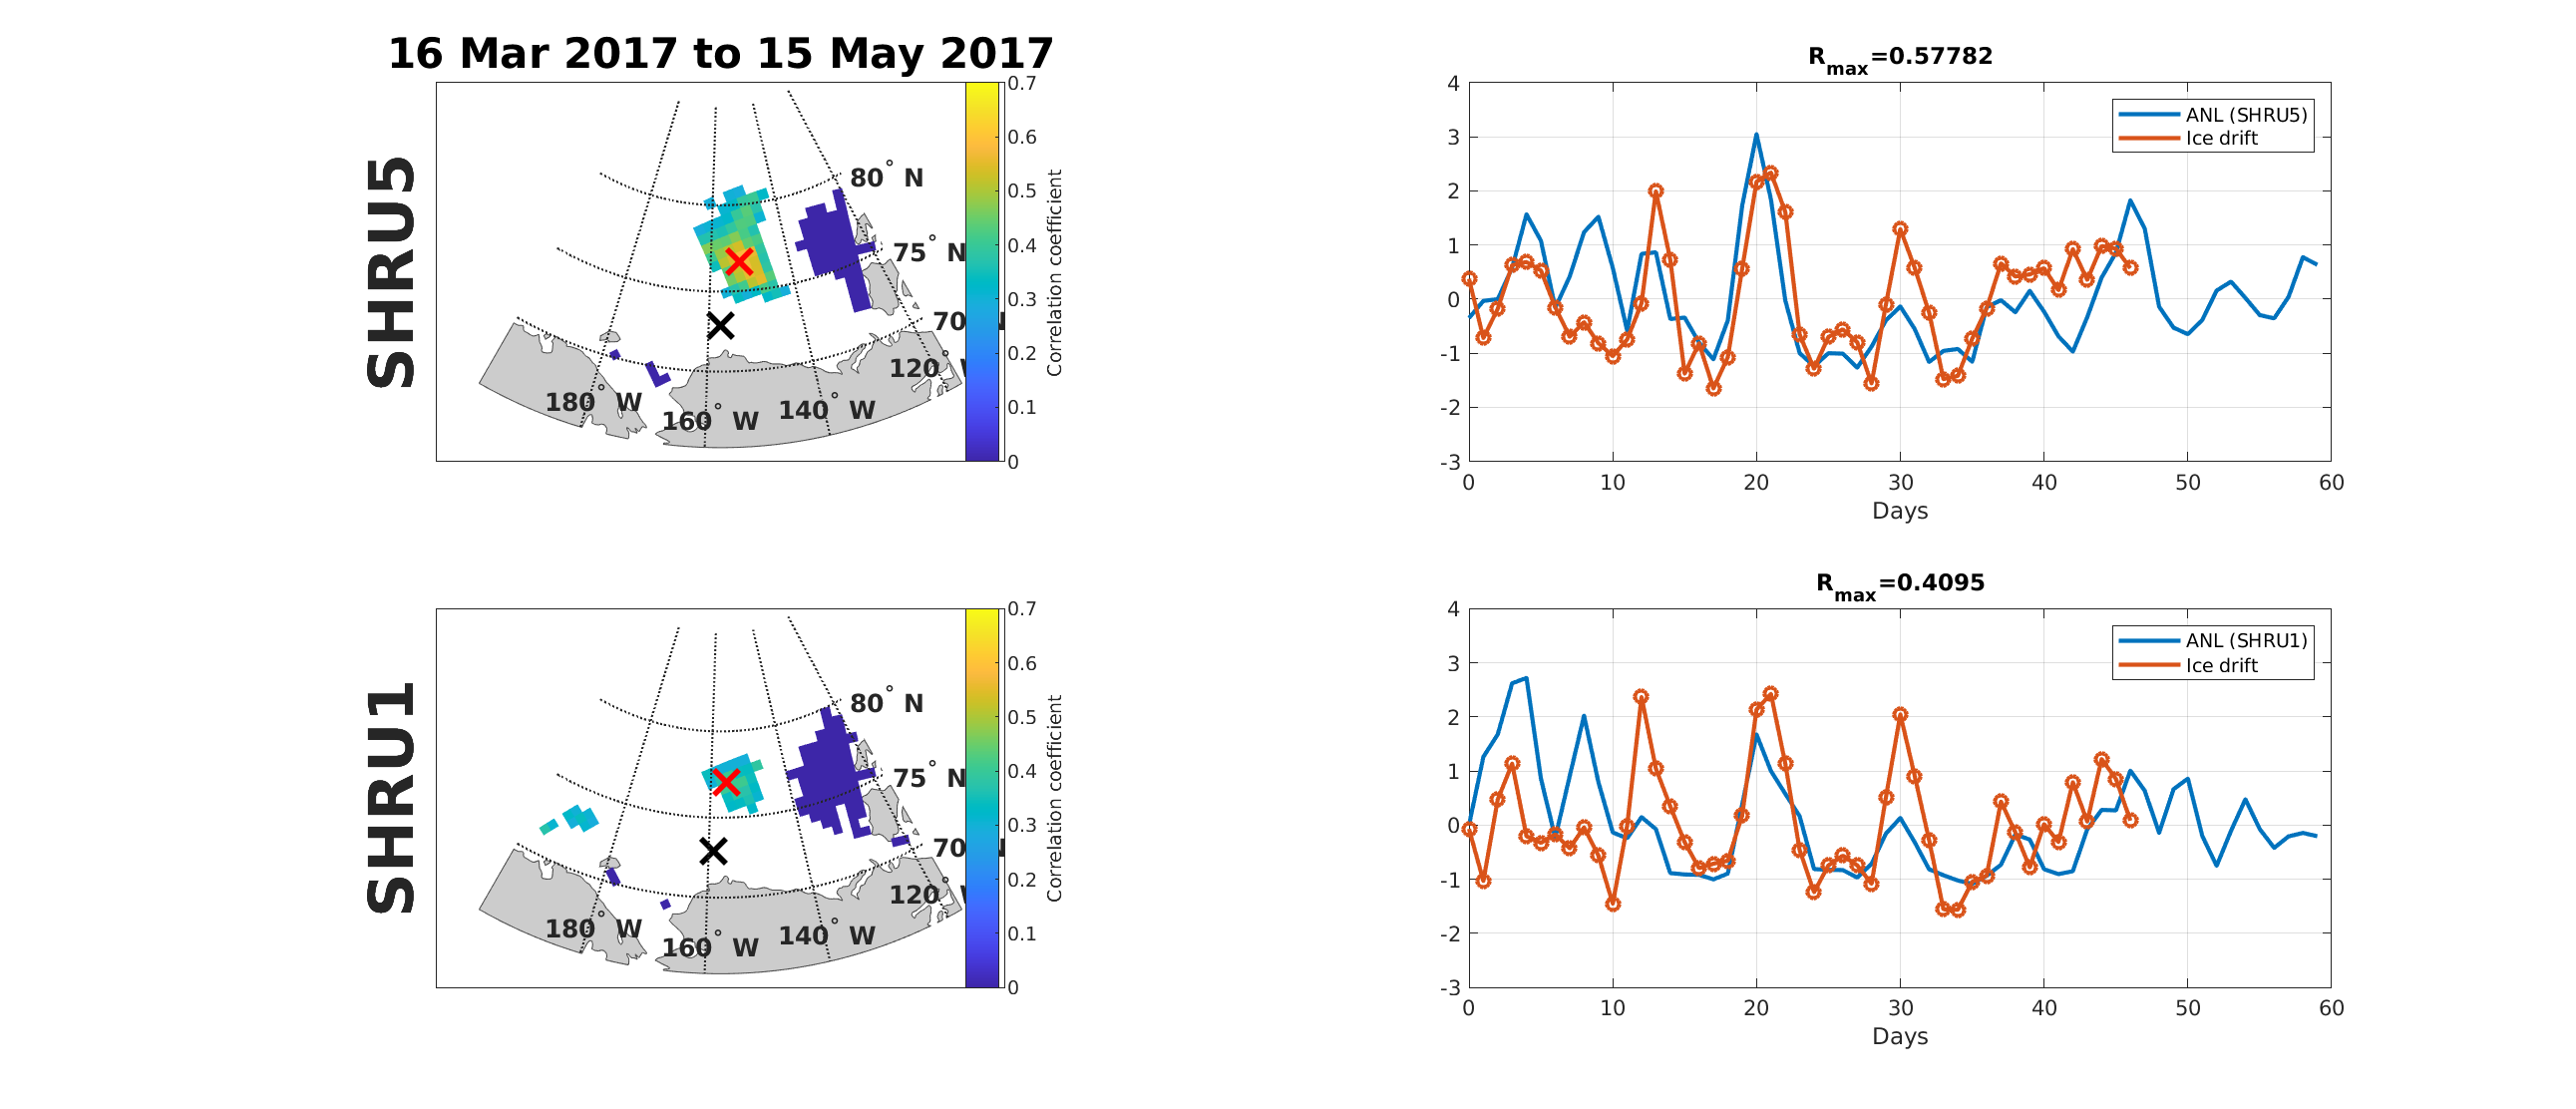 16 Mar 2017 to 15 May 2017
SHRU5
80° N
75° N
70° N
120° W
180° W
160° W
140° W
0.7
0.6
0.5
0.4
0.3
0.2
0.1
0
Correlation coefficient
Rmax=0.57782
4
3
2
1
0
-1
-2
-3
0 10 20 30 40 50 60
Days
ANL (SHRU5)
Ice drift
SHRU1
80° N
75° N
70° N
120° W
180° W
160° W
140° W
0.7
0.6
0.5
0.4
0.3
0.2
0.1
0
Correlation coefficient
Rmax=0.4095
4
3
2
1
0
-1
-2
-3
0 10 20 30 40 50 60
Days
ANL (SHRU1)
Ice drift